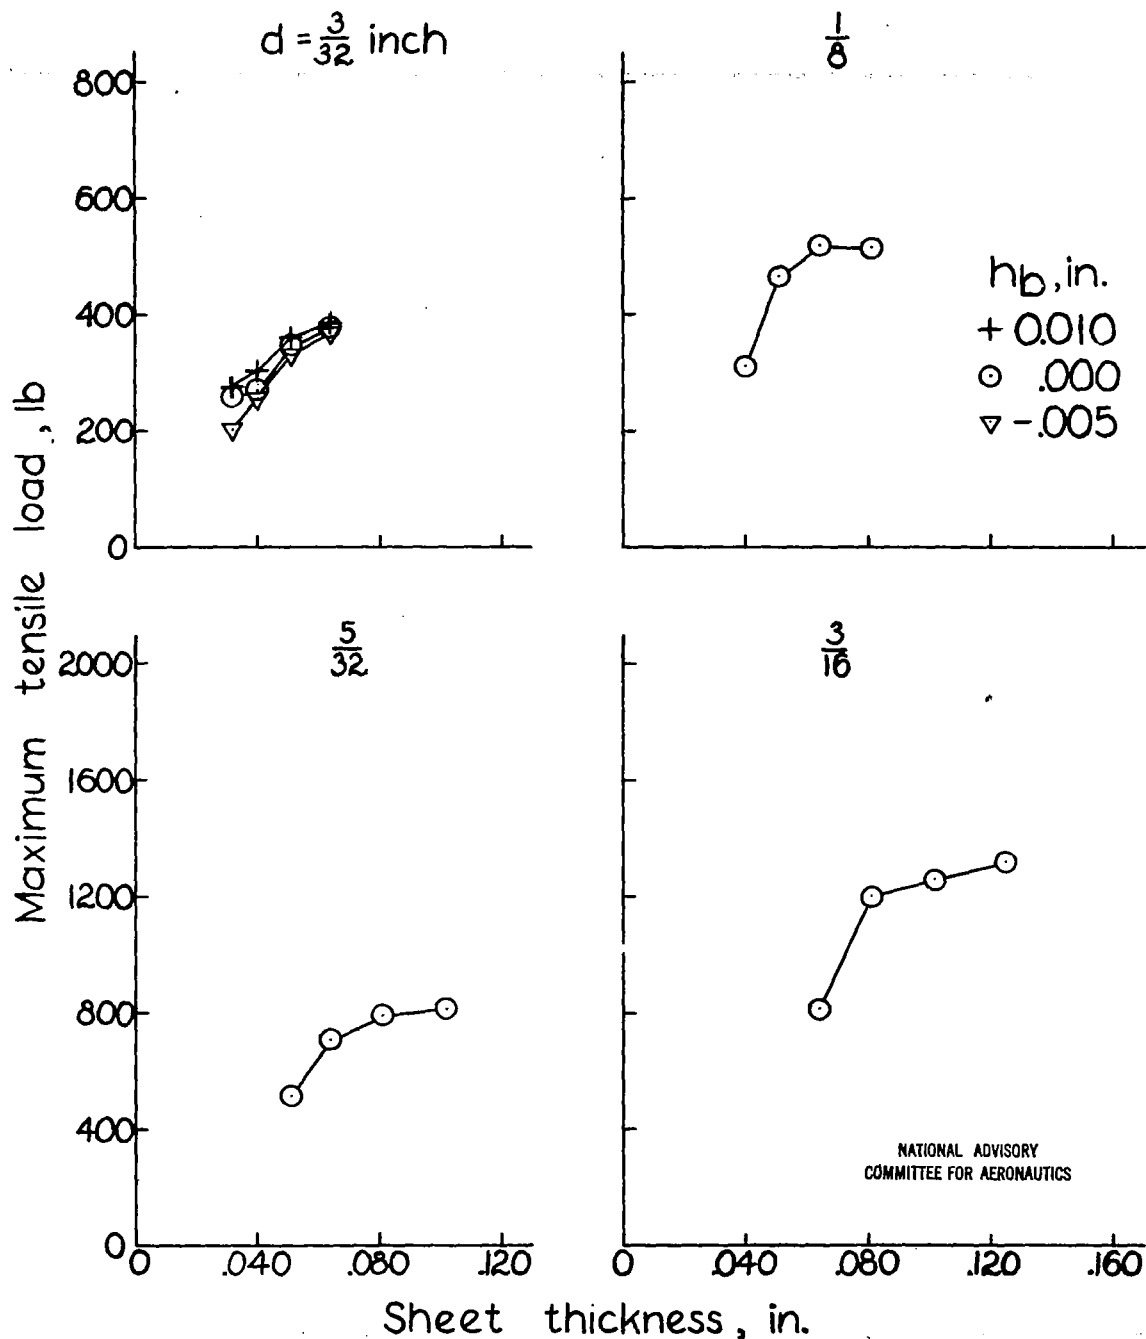 d = 3/32 inch
1/8
800
600
400
200
0
h_b, in.
+ 0.010
⊙ .000
▽ -.005
Maximum tensile load, lb
5/32
3/16
2000
1600
1200
800
400
0
NATIONAL ADVISORY
COMMITTEE FOR AERONAUTICS
0 .040 .080 .120
0 .040 .080 .120 .160
Sheet thickness, in.